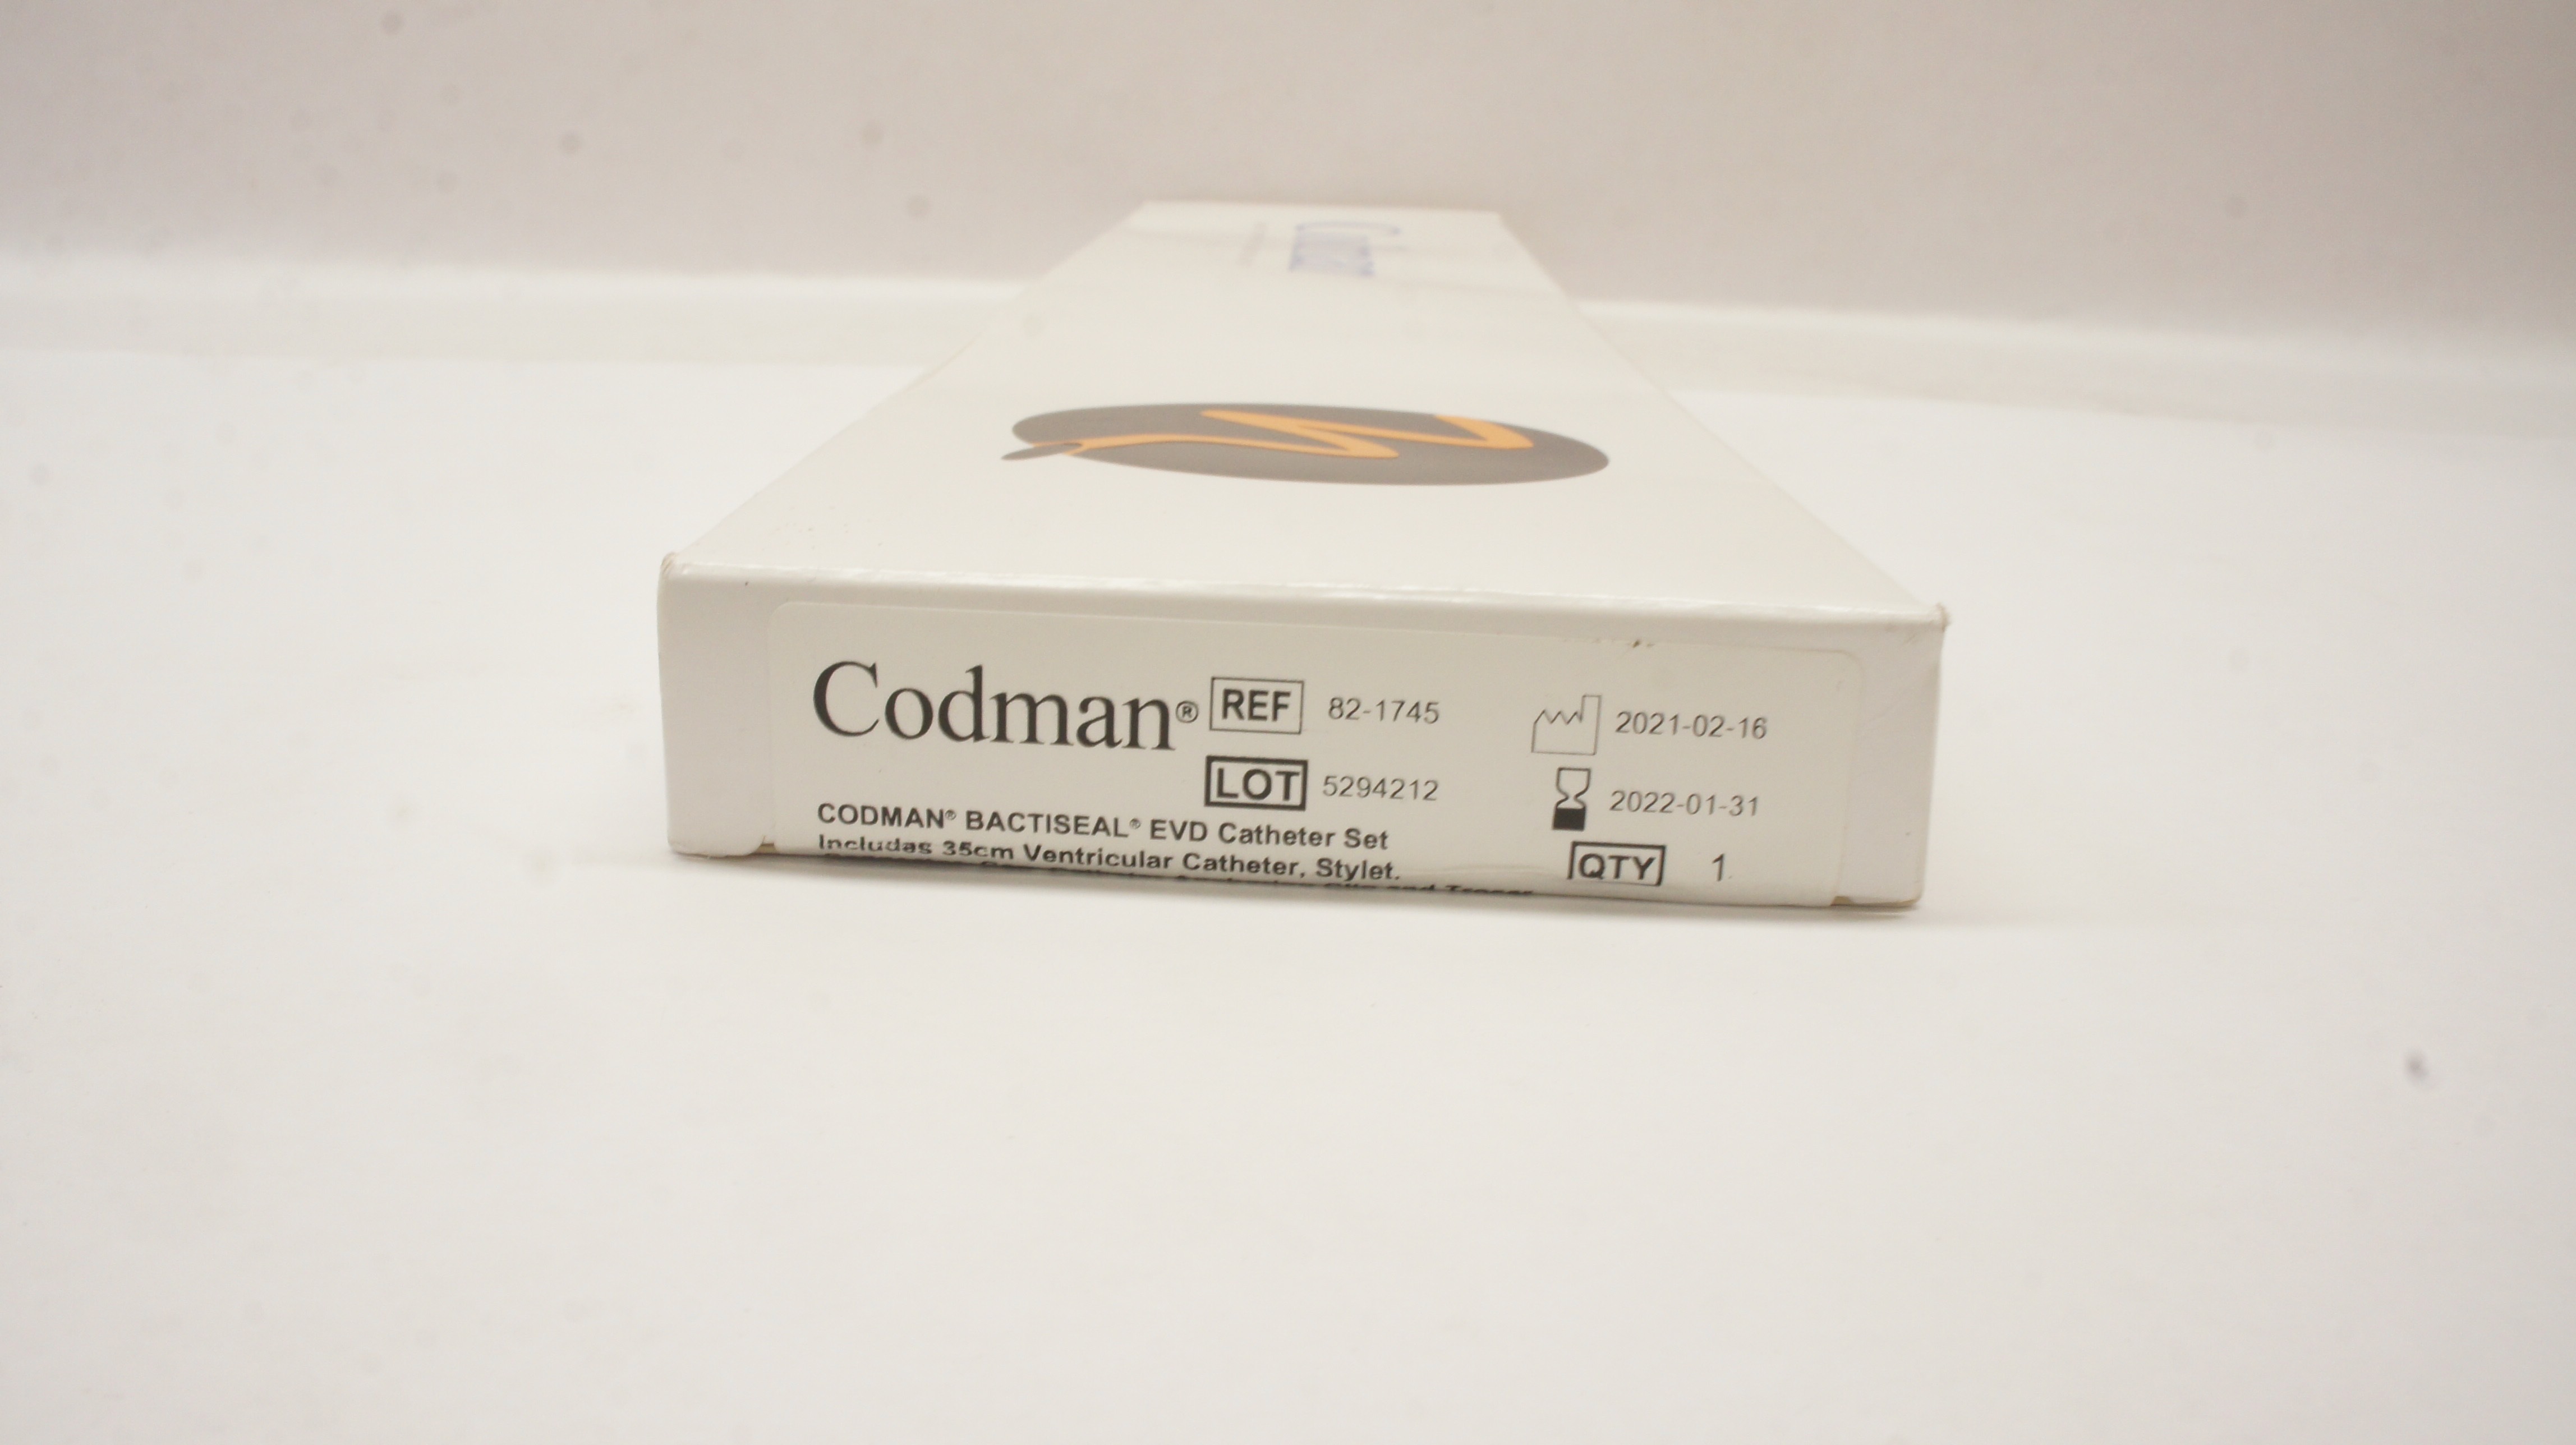 Codman® REF 82-1745 2021-02-16
LOT 5294212 2022-01-31
CODMAN® BACTISEAL® EVD Catheter Set
Includas 35cm Ventricular Catheter, Stylet.
QTY 1